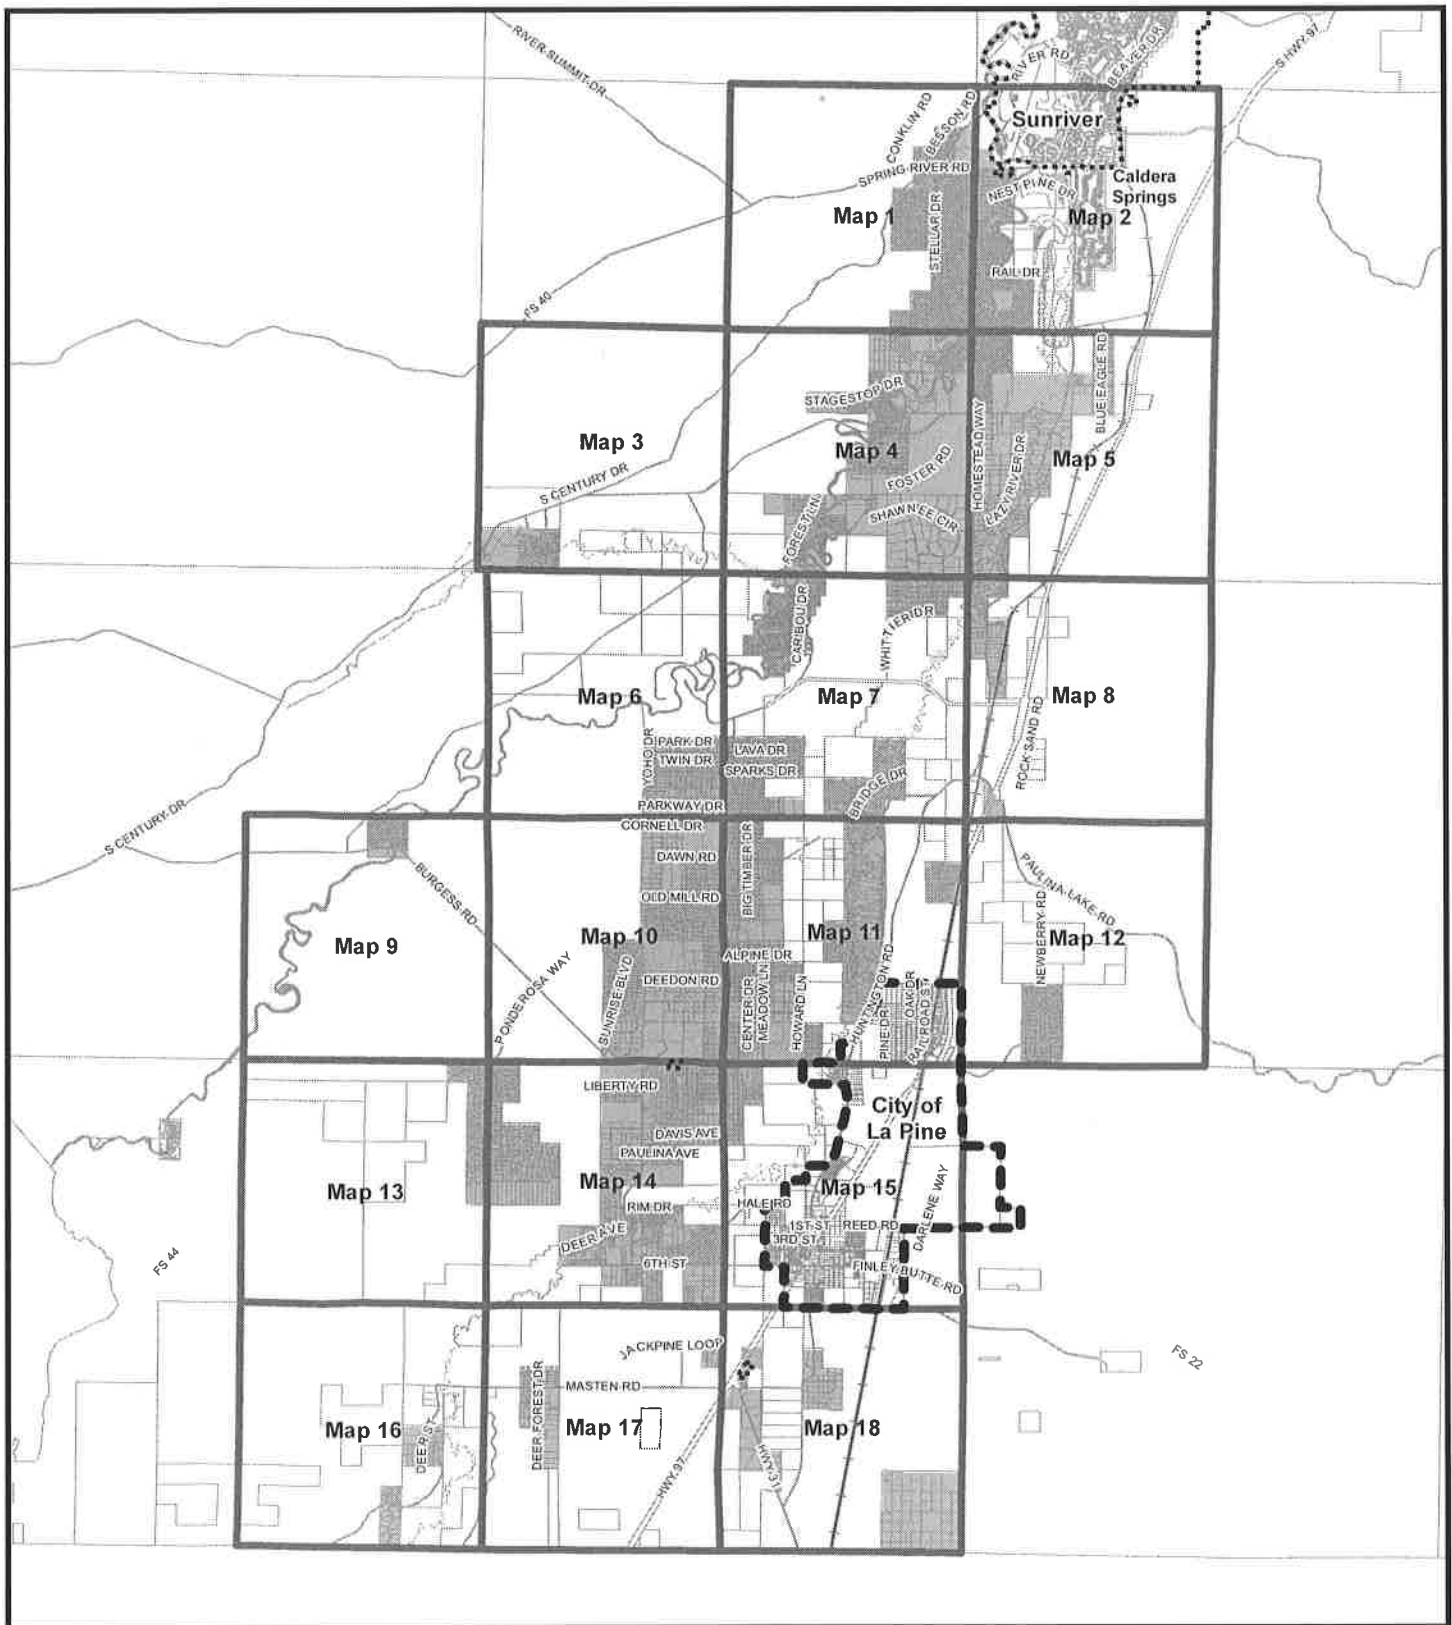 RIVER SUMMIT DR
RIVER RD
BEAVER DR
S HWY 97
CONKLIN RD
BESSON RD
Sunriver
SPRING RIVER RD
NEST PINE DR
Caldera
Springs
Map 1
STELLAR DR
Map 2
RAIL DR
FS 40
BLUE EAGLE RD
STAGESTOP DR
Map 3
Map 4
HOMESTEAD WAY
LAZY RIVER DR
Map 5
S CENTURY DR
FOSTER RD
FOREST LN
SHAWNEE CIR
CARIBOU DR
WHITTIER DR
Map 6
Map 7
Map 8
ROCK SAND RD
YOHO DR
PARK DR
TWIN DR
LAVA DR
SPARKS DR
BRIDGE DR
PARKWAY DR
S CENTURY DR
CORNELL DR
BURGESS RD
DAWN RD
BIG TIMBER DR
PAULINA LAKE RD
OLD MILL RD
NEWBERRY RD
Map 9
Map 10
Map 11
Map 12
PONDEROSA WAY
SUNRISE BLVD
ALPINE DR
DEEDON RD
CENTER DR
MEADOW LN
HOWARD LN
HUNTINGTON RD
PINE DR
OAK DR
RAILROAD ST
LIBERTY RD
City of
La Pine
DAVIS AVE
PAULINA AVE
Map 13
Map 14
Map 15
RIM DR
HALE RD
DARLENE WAY
1ST ST
REED RD
3RD ST
DEER AVE
6TH ST
FINLEY BUTTE RD
FS 44
JACKPINE LOOP
FS 22
MASTEN RD
DEER FOREST DR
Map 16
DEER ST
Map 17
Map 18
HWY 97
HWY 31